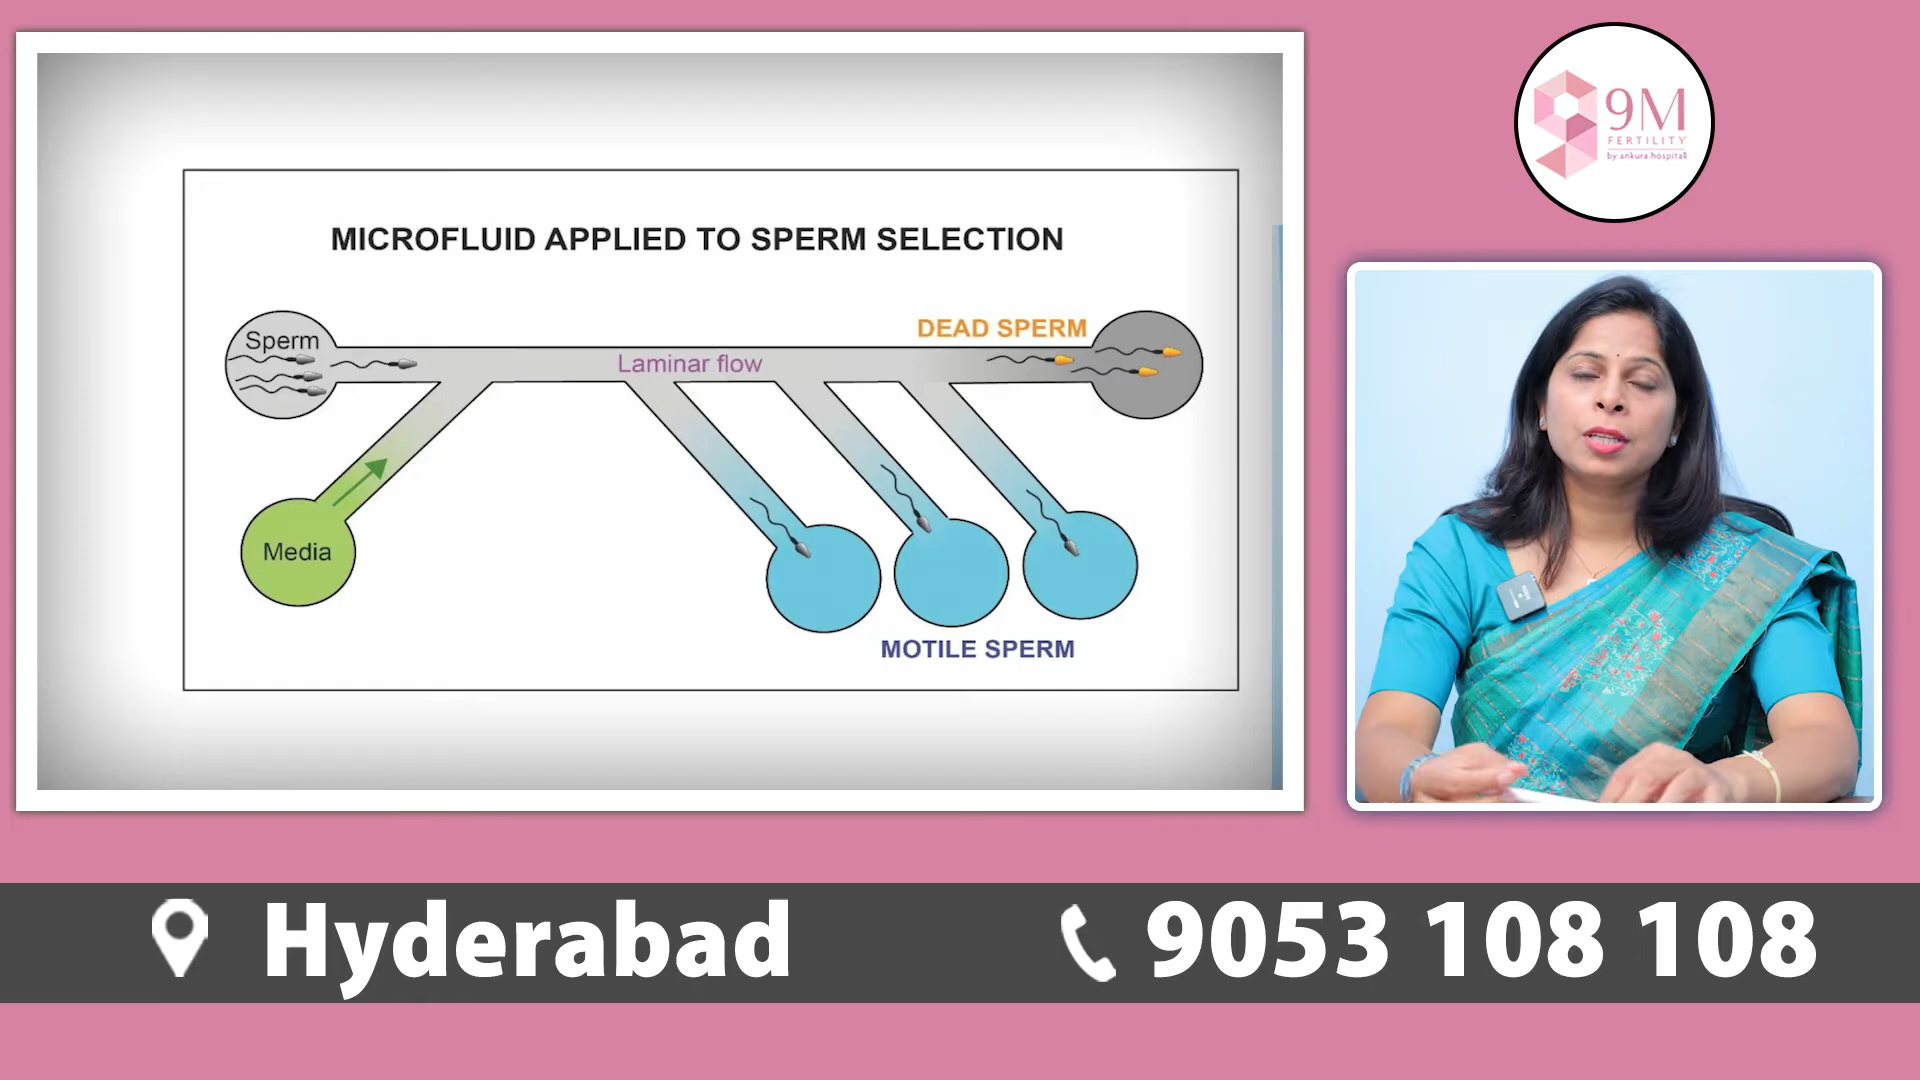 MICROFLUID APPLIED TO SPERM SELECTION
Sperm
DEAD SPERM
Laminar flow
Media
MOTILE SPERM
9M
FERTILITY
by ankura hospitals
Hyderabad
9053 108 108